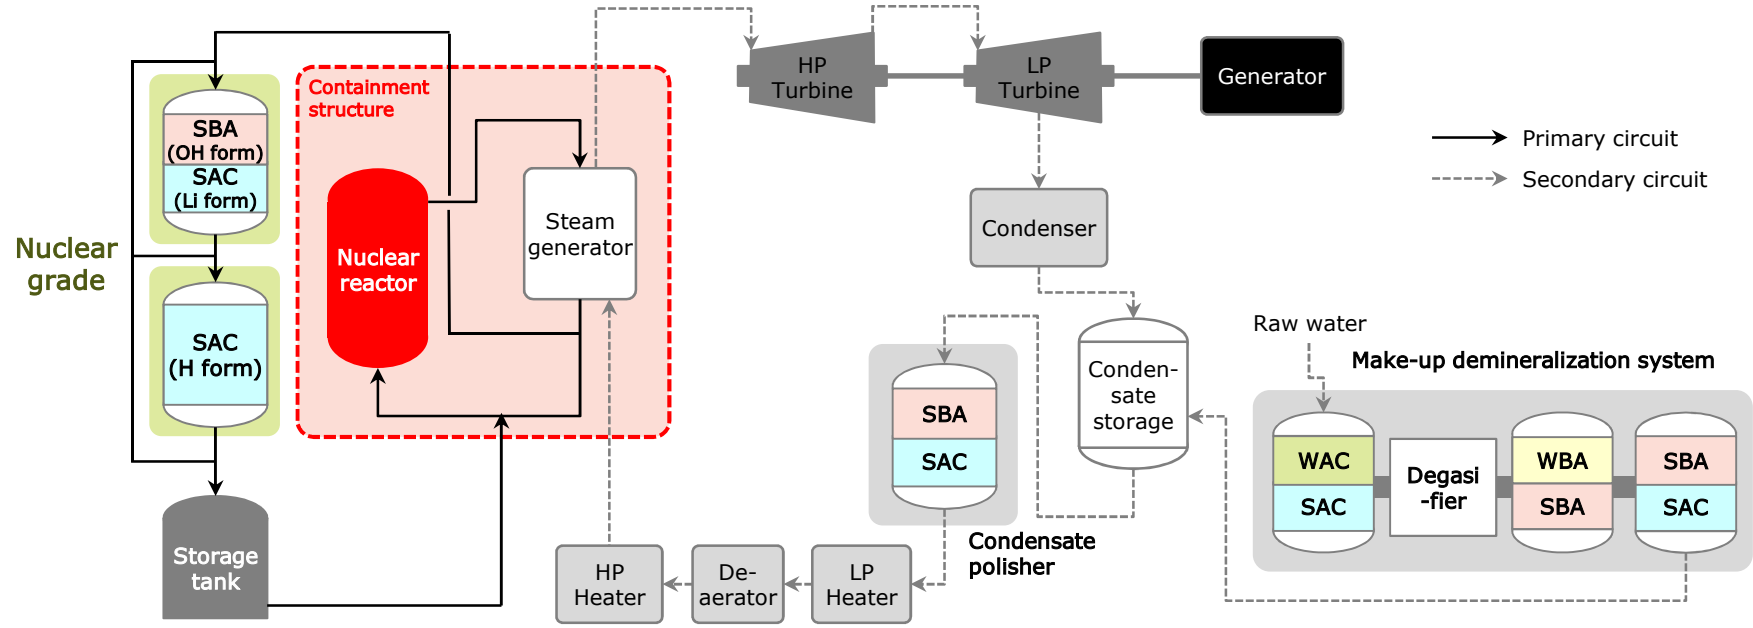 Containment
structure
SBA
(OH form)
SAC
(Li form)
Nuclear
grade
SAC
(H form)
Storage
tank
Nuclear
reactor
Steam
generator
HP
Turbine
LP
Turbine
Generator
Primary circuit
Secondary circuit
Condenser
Conden-
sate
storage
SBA
SAC
Condensate
polisher
LP
Heater
De-
aerator
HP
Heater
Raw water
Make-up demineralization system
WAC
SAC
Degasi
-fier
WBA
SBA
SBA
SAC